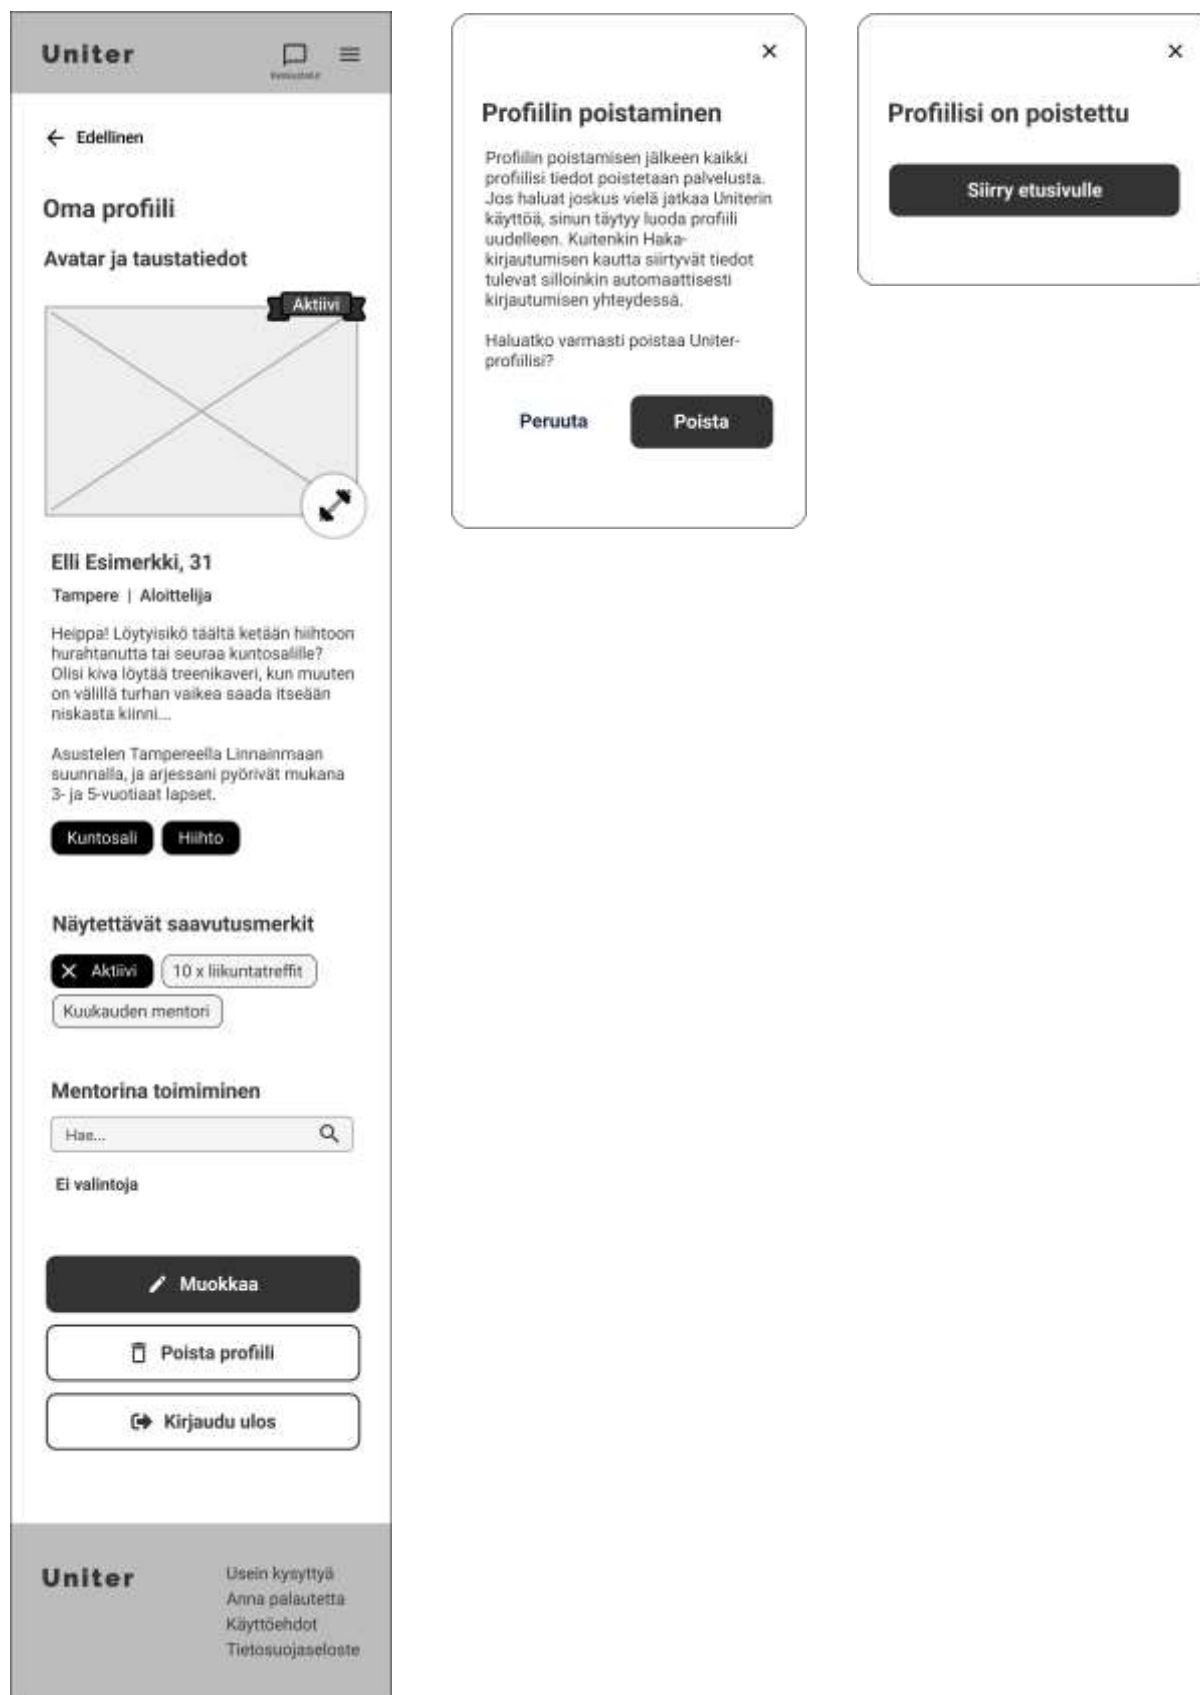 Uniter
Edellinen
Oma profiili
Avatar ja taustatiedot
Aktiivi
Elli Esimerkki, 31
Tampere | Aloittelija
Heippa! Löytyisikö täältä ketään hiihtoon
hurahtanutta tai seuraa kuntosalille?
Olisi kiva löytää treenikaveri, kun muuten
on välillä turhan vaikea saada itseään
niskasta kiinni...
Asustelen Tampereella Linnainmaan
suunnalla, ja arjessani pyörivät mukana
3- ja 5-vuotiaat lapset.
Kuntosali Hiihto
Näytettävät saavutusmerkit
Aktiivi 10 x liikuntatreffit
Kuukauden mentori
Mentorina toimiminen
Hae...
Ei valintoja
Muokkaa
Poista profiili
Kirjaudu ulos
Uniter
Usein kysyttyä
Anna palautetta
Käyttöehdot
Tietosuojaseloste
Profiilin poistaminen
Profiilin poistamisen jälkeen kaikki
profiilisi tiedot poistetaan palvelusta.
Jos haluat joskus vielä jatkaa Uniterin
käyttöä, sinun täytyy luoda profiili
uudelleen. Kuitenkin Haka-
kirjautumisen kautta siirtyvät tiedot
tulevat silloinkin automaattisesti
kirjautumisen yhteydessä.
Haluatko varmasti poistaa Uniter-
profiilisi?
Peruuta Poista
Profiilisi on poistettu
Siirry etusivulle